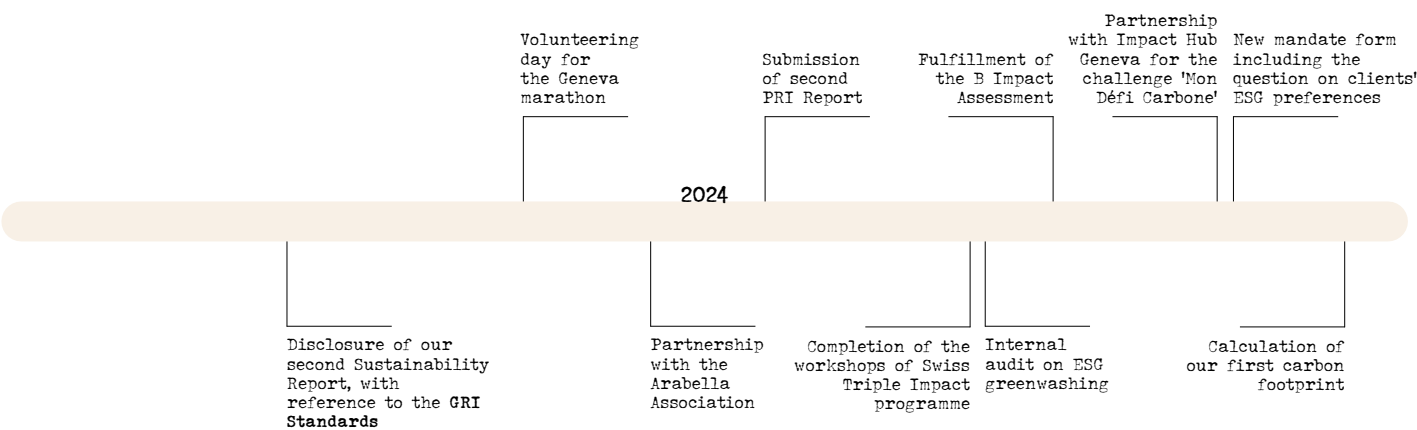 Volunteering
day for
the Geneva
marathon
Submission
of second
PRI Report
Fulfillment of
the B Impact
Assessment
Partnership
with Impact Hub
Geneva for the
challenge 'Mon
Défi Carbone'
New mandate form
including the
question on clients'
ESG preferences
2024
Disclosure of our
second Sustainability
Report, with
reference to the GRI
Standards
Partnership
with the
Arabella
Association
Completion of the
workshops of Swiss
Triple Impact
programme
Internal
audit on ESG
greenwashing
Calculation of
our first carbon
footprint